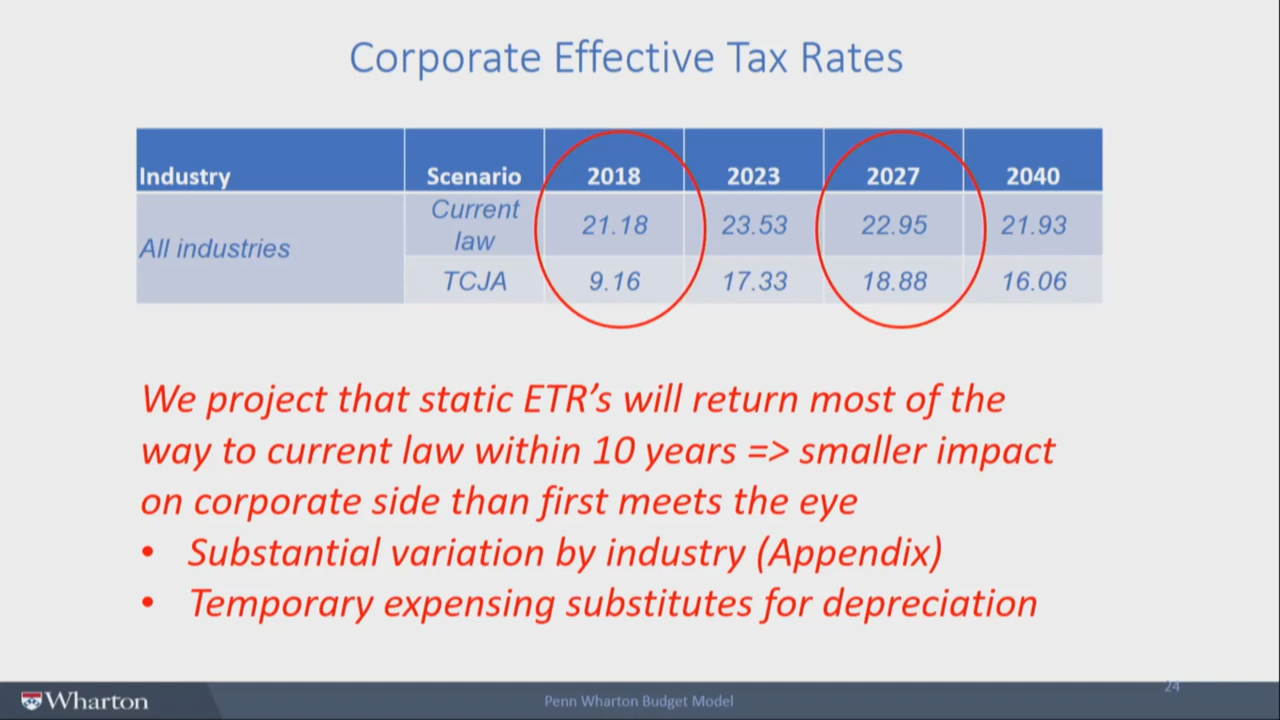 Corporate Effective Tax Rates
Industry Scenario 2018 2023 2027 2040
All industries
Current law 21.18 23.53 22.95 21.93
TCJA 9.16 17.33 18.88 16.06
We project that static ETR's will return most of the
way to current law within 10 years => smaller impact
on corporate side than first meets the eye
• Substantial variation by industry (Appendix)
• Temporary expensing substitutes for depreciation
24
Wharton
Penn Wharton Budget Model